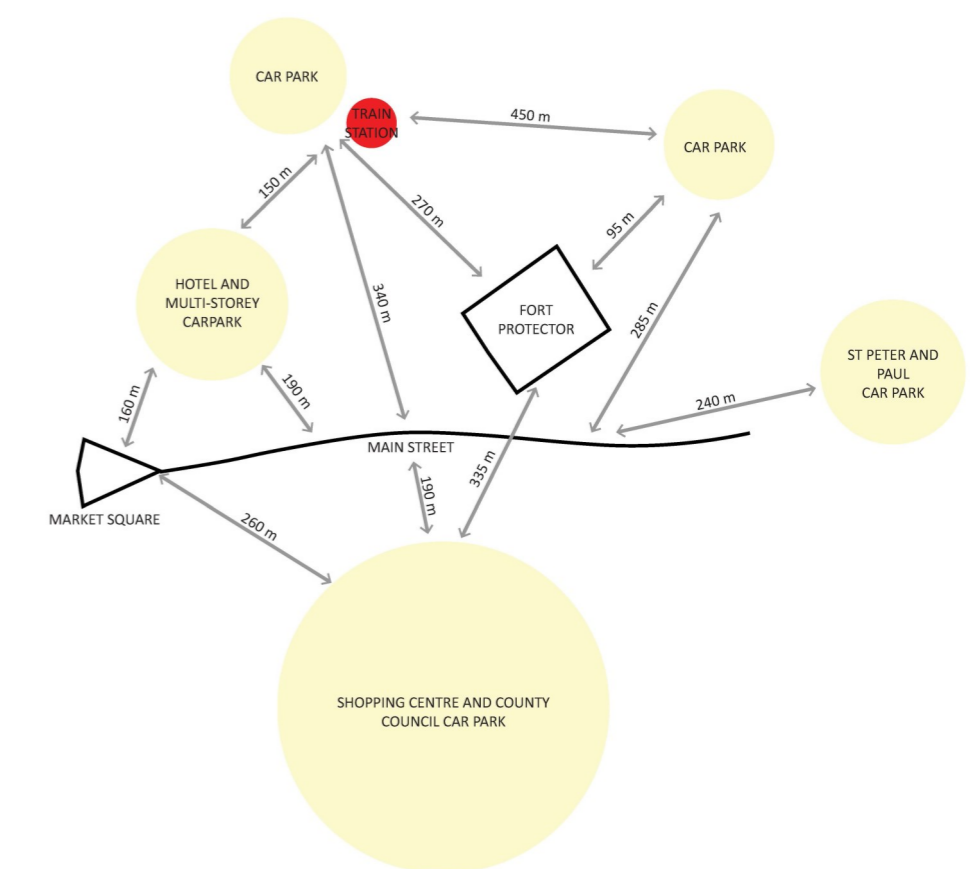 CAR PARK
TRAIN
STATION
450 m
CAR PARK
150 m
270 m
95 m
HOTEL AND
MULTI-STOREY
CARPARK
340 m
FORT
PROTECTOR
285 m
ST PETER AND
PAUL
CAR PARK
160 m
190 m
240 m
MAIN STREET
335 m
190 m
MARKET SQUARE
260 m
SHOPPING CENTRE AND COUNTY
COUNCIL CAR PARK